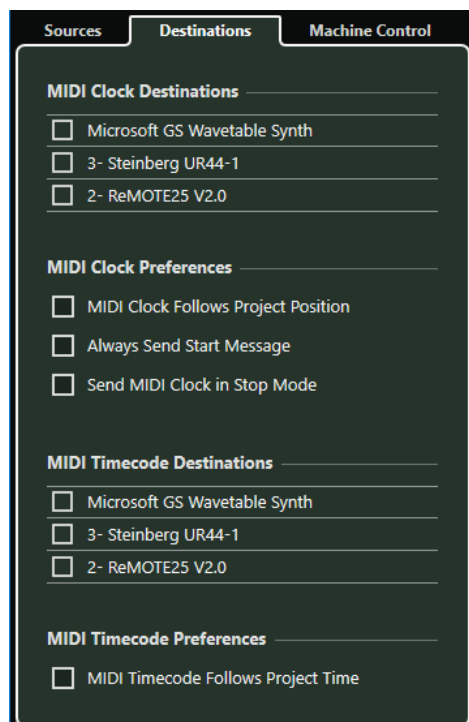 Sources Destinations Machine Control
MIDI Clock Destinations
Microsoft GS Wavetable Synth
3- Steinberg UR44-1
2- ReMOTE25 V2.0
MIDI Clock Preferences
MIDI Clock Follows Project Position
Always Send Start Message
Send MIDI Clock in Stop Mode
MIDI Timecode Destinations
Microsoft GS Wavetable Synth
3- Steinberg UR44-1
2- ReMOTE25 V2.0
MIDI Timecode Preferences
MIDI Timecode Follows Project Time